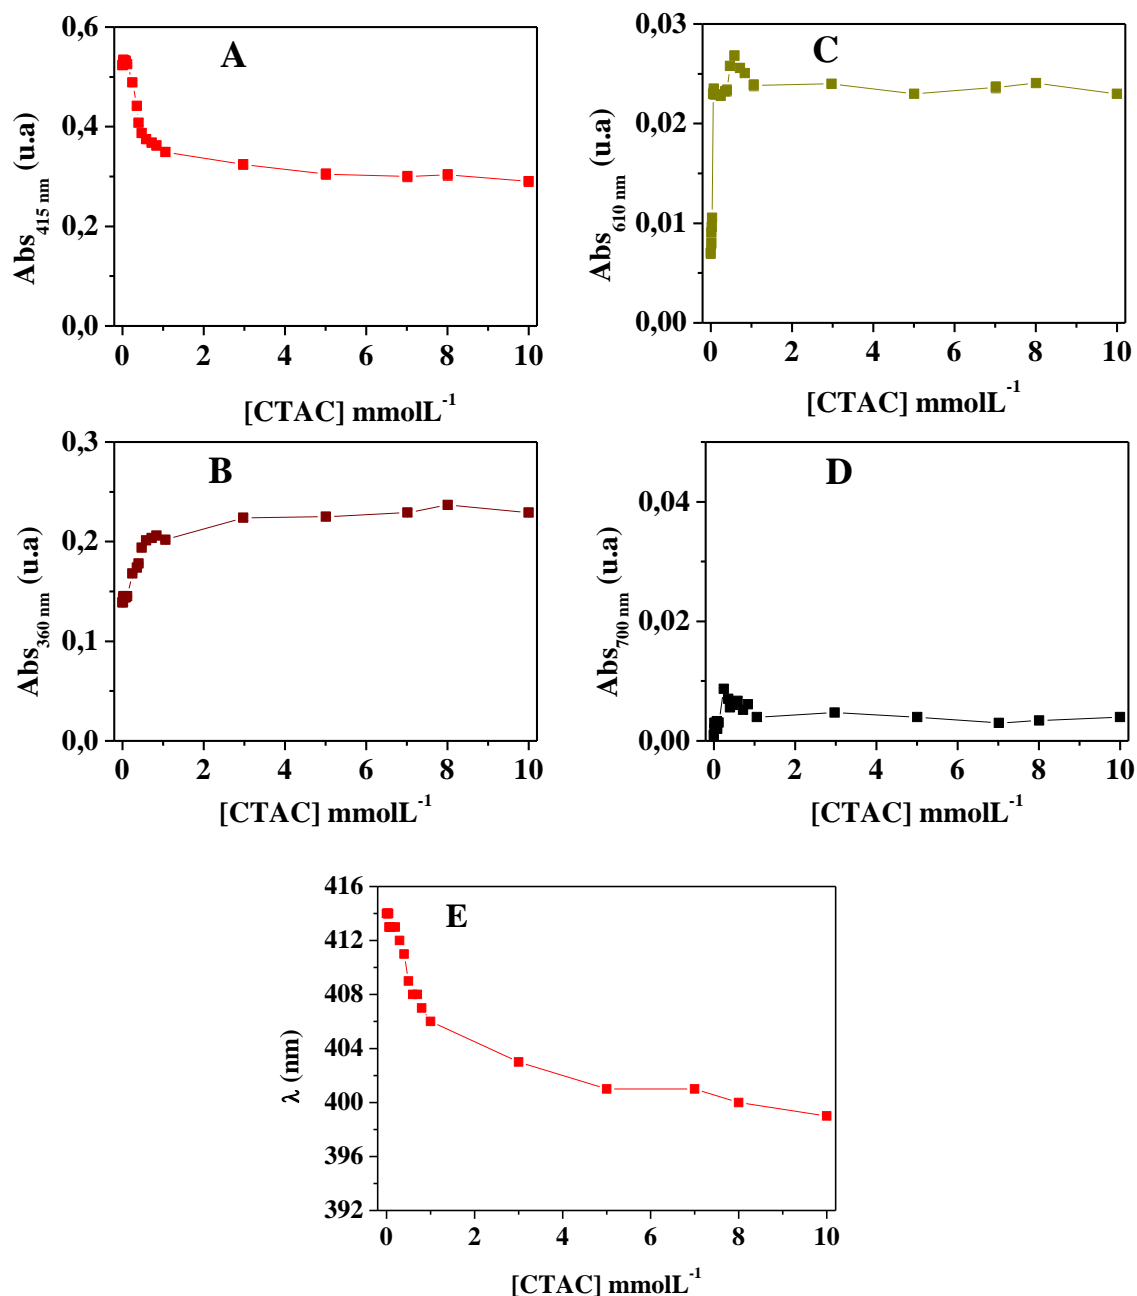 A
Abs415 nm (u.a)
0,6
0,4
0,2
0,0
0 2 4 6 8 10
[CTAC] mmolL-1
C
Abs610 nm (u.a)
0,03
0,02
0,01
0,00
0 2 4 6 8 10
[CTAC] mmolL-1
B
Abs360 nm (u.a)
0,3
0,2
0,1
0,0
0 2 4 6 8 10
[CTAC] mmolL-1
D
Abs700 nm (u.a)
0,04
0,02
0,00
0 2 4 6 8 10
[CTAC] mmolL-1
E
λ (nm)
416
412
408
404
400
396
392
0 2 4 6 8 10
[CTAC] mmolL-1